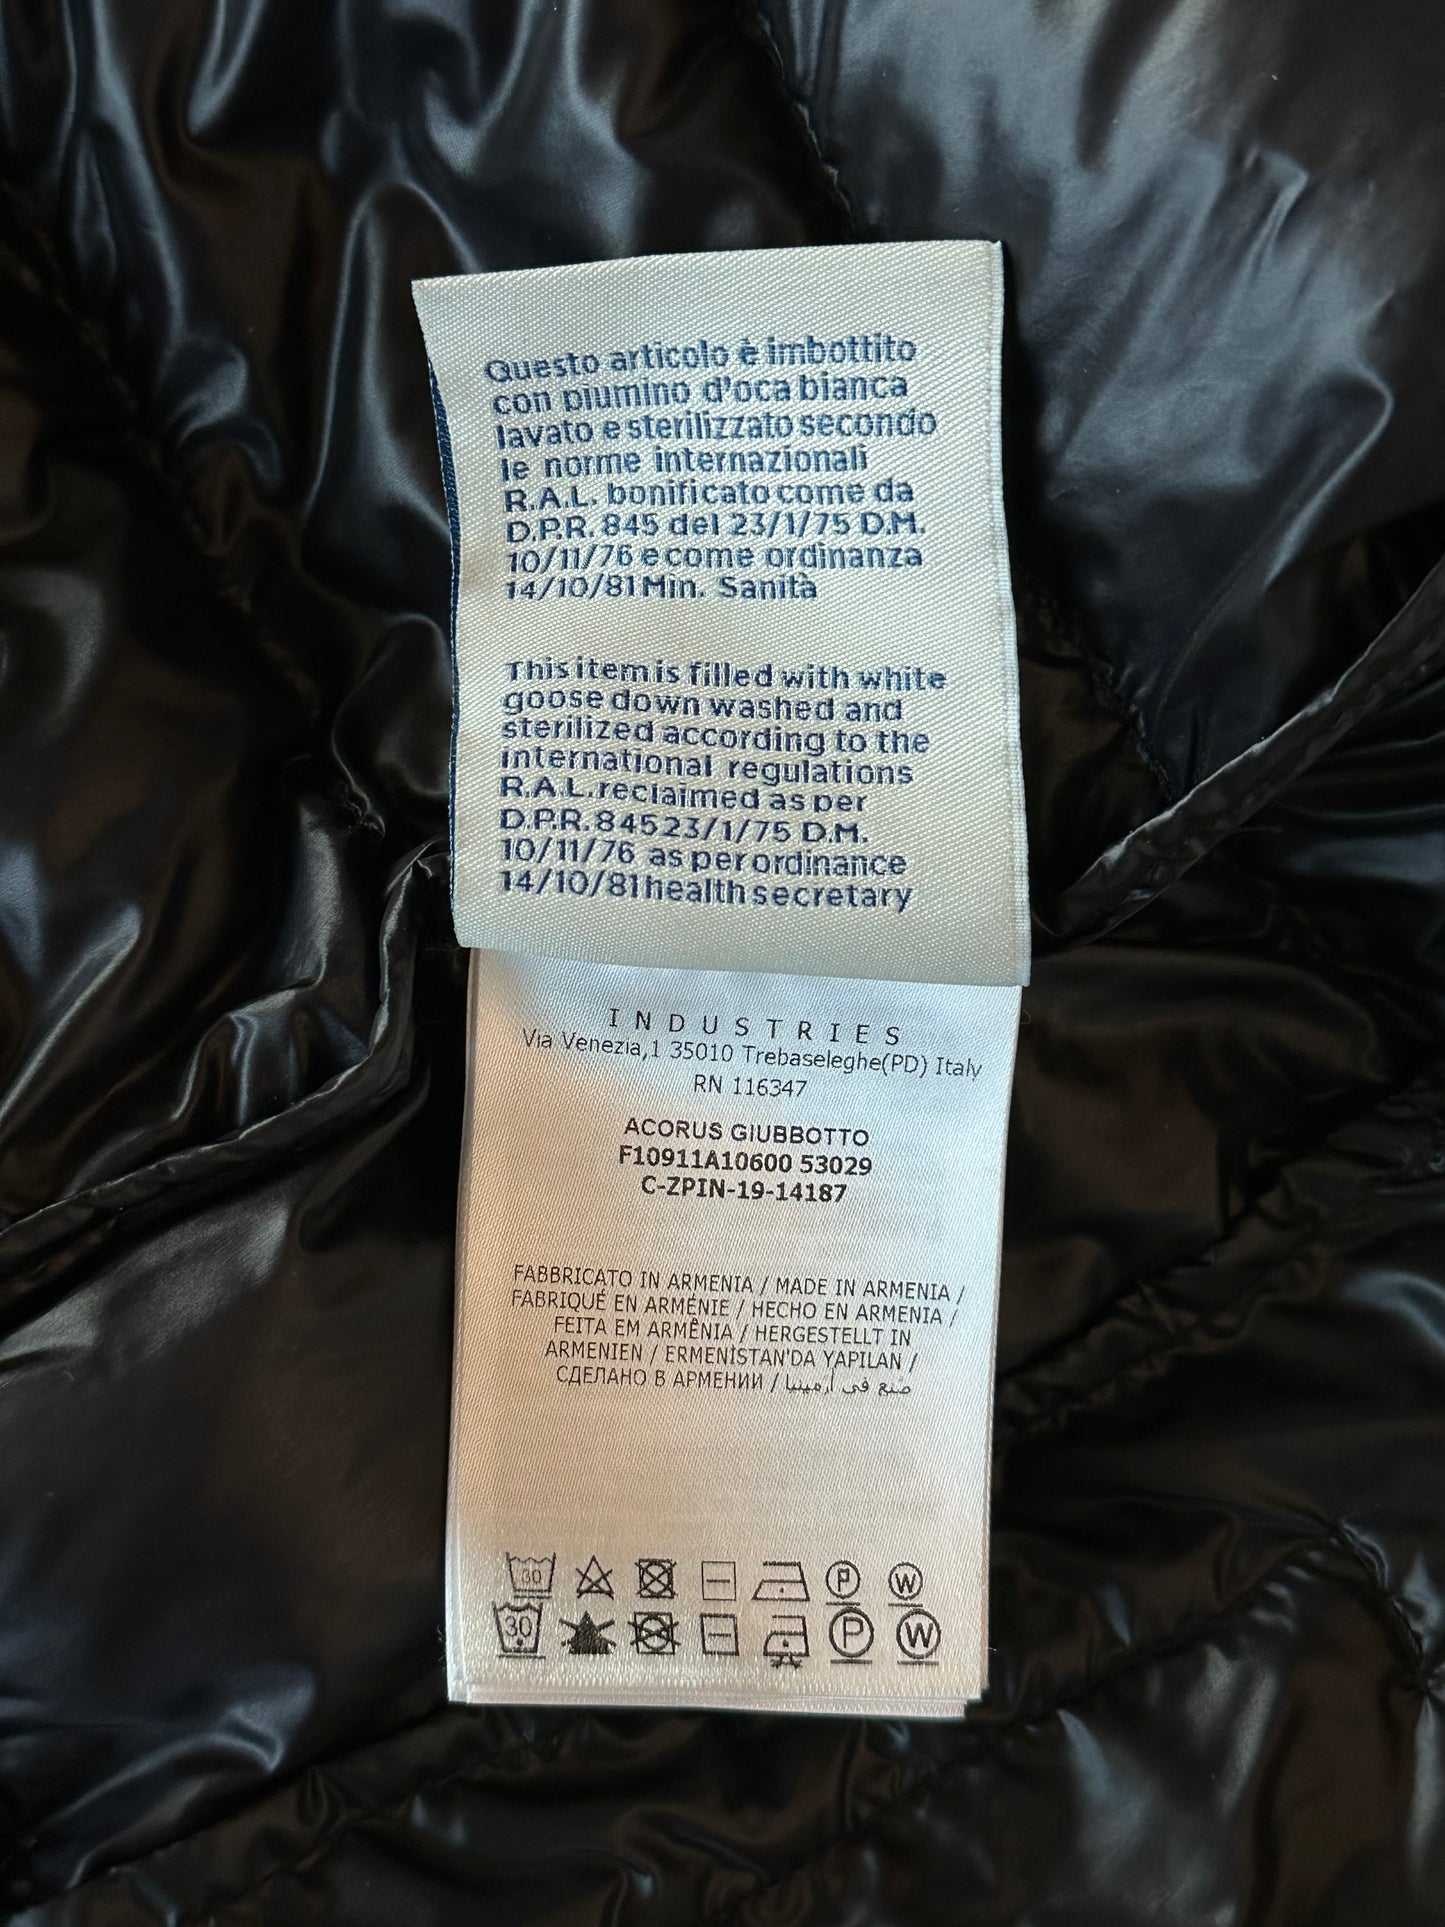 Questo articolo è imbottito
con piumino d'oca bianca
lavato e sterilizzato secondo
le norme internazionali
R.A.L. bonificato come da
D.P.R. 845 del 23/1/75 D.M.
10/11/76 e come ordinanza
14/10/81 Min. Sanità
This item is filled with white
goose down washed and
sterilized according to the
international regulations
R.A.L. reclaimed as per
D.P.R. 845 23/1/75 D.M.
10/11/76 as per ordinance
14/10/81 health secretary
INDUSTRIES
Via Venezia,1 35010 Trebaseleghe(PD) Italy
RN 116347
ACORUS GIUBBOTTO
F10911A10600 53029
C-ZPIN-19-14187
FABBRICATO IN ARMENIA / MADE IN ARMENIA /
FABRIQUÉ EN ARMÉNIE / HECHO EN ARMENIA /
FEITA EM ARMÊNIA / HERGESTELLT IN
ARMENIEN / ERMENİSTAN'DA YAPILAN /
СДЕЛАНО В АРМЕНИИ / صنع في أرمينيا
30 P W
30 P W